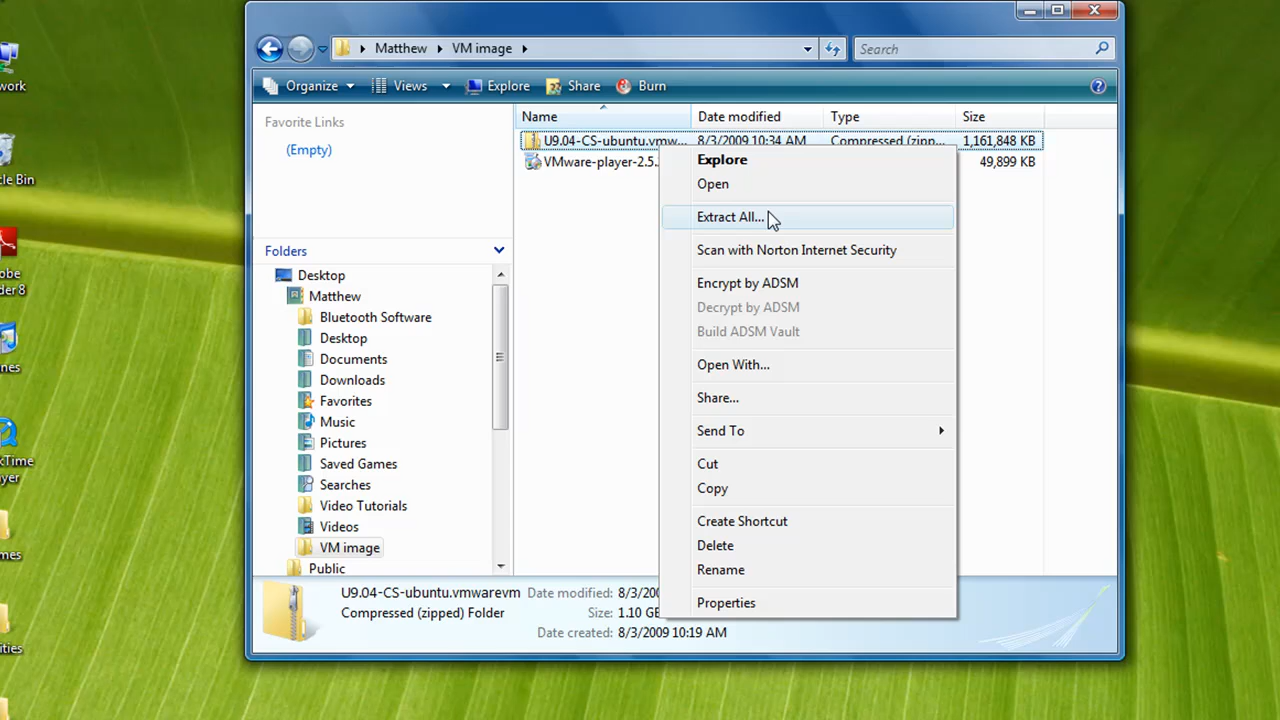 Matthew VM image
Search
Organize Views Explore Share Burn
Favorite Links
(Empty)
Folders
Desktop
Matthew
Bluetooth Software
Desktop
Documents
Downloads
Favorites
Music
Pictures
Saved Games
Searches
Video Tutorials
Videos
VM image
Public
Name Date modified Type Size
U9.04-CS-ubuntu.vmw... 8/3/2009 10:34 AM Compressed (zipp... 1,161,848 KB
VMware-player-2.5.. 49,899 KB
Explore
Open
Extract All...
Scan with Norton Internet Security
Encrypt by ADSM
Decrypt by ADSM
Build ADSM Vault
Open With...
Share...
Send To
Cut
Copy
Create Shortcut
Delete
Rename
Properties
U9.04-CS-ubuntu.vmwarevm Date modified: 8/3/200
Compressed (zipped) Folder Size: 1.10 GB
Date created: 8/3/2009 10:19 AM
work
cle Bin
obe
der 8
nes
kTime
yer
mes
ities